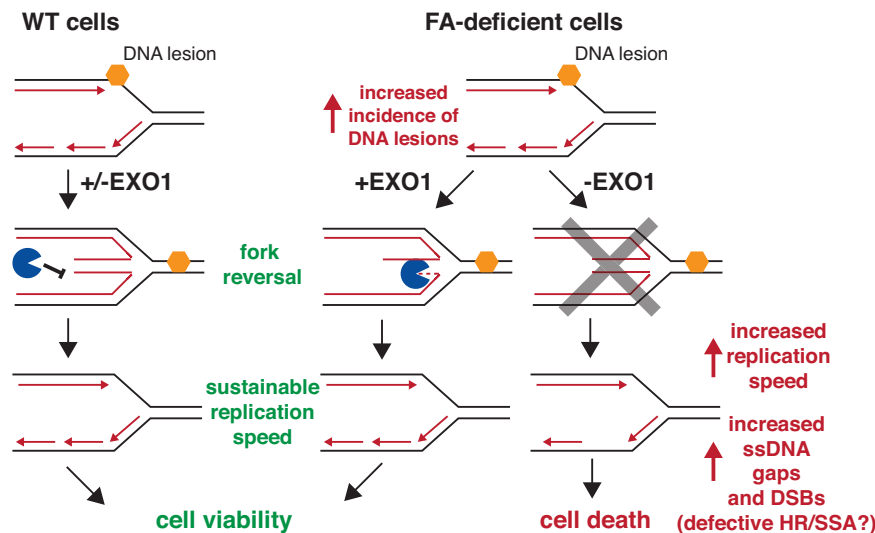 WT cells
FA-deficient cells
DNA lesion
DNA lesion
increased
incidence of
DNA lesions
+/-EXO1
+EXO1
-EXO1
fork
reversal
increased
replication
speed
sustainable
replication
speed
increased
ssDNA
gaps
and DSBs
(defective HR/SSA?)
cell viability
cell death